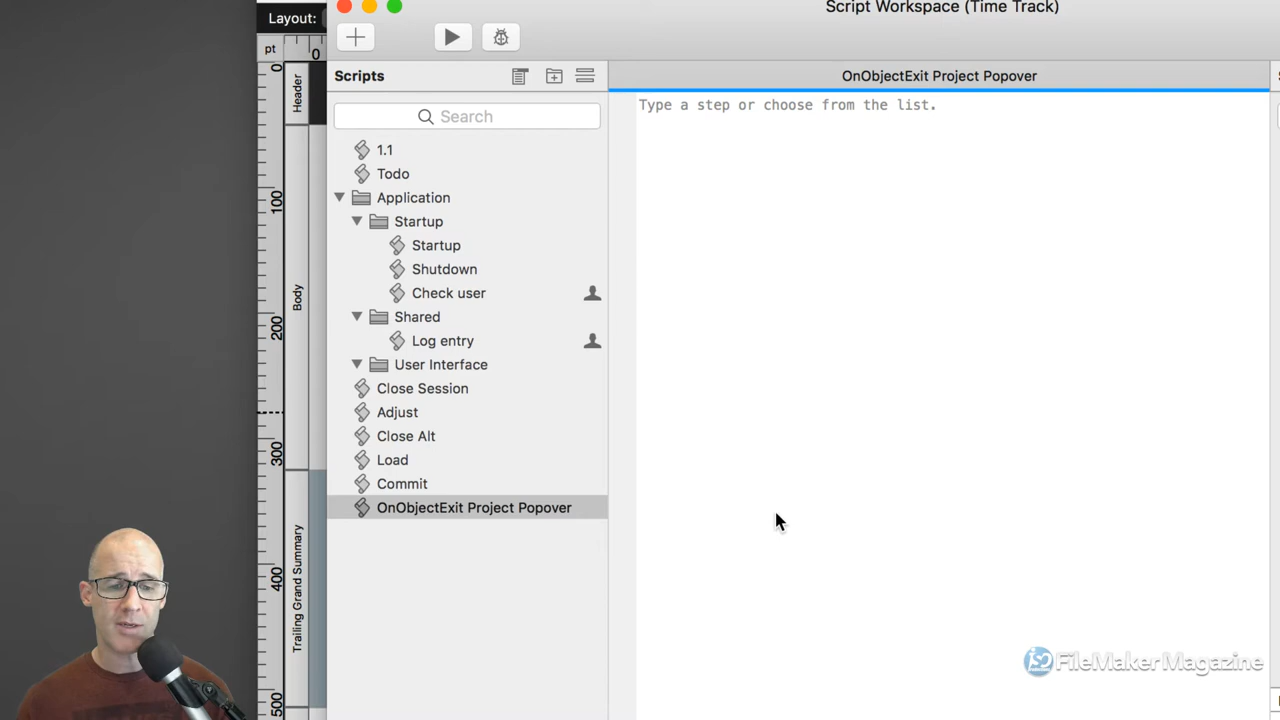 Script Workspace (Time Track)
Layout:
pt
0
Scripts
OnObjectExit Project Popover
Search
Type a step or choose from the list.
1.1
Todo
Application
Startup
Startup
Shutdown
Check user
Shared
Log entry
User Interface
Close Session
Adjust
Close Alt
Load
Commit
OnObjectExit Project Popover
0
100
200
300
400
500
Header
Body
Trailing Grand Summary
ISO FileMakerMagazine